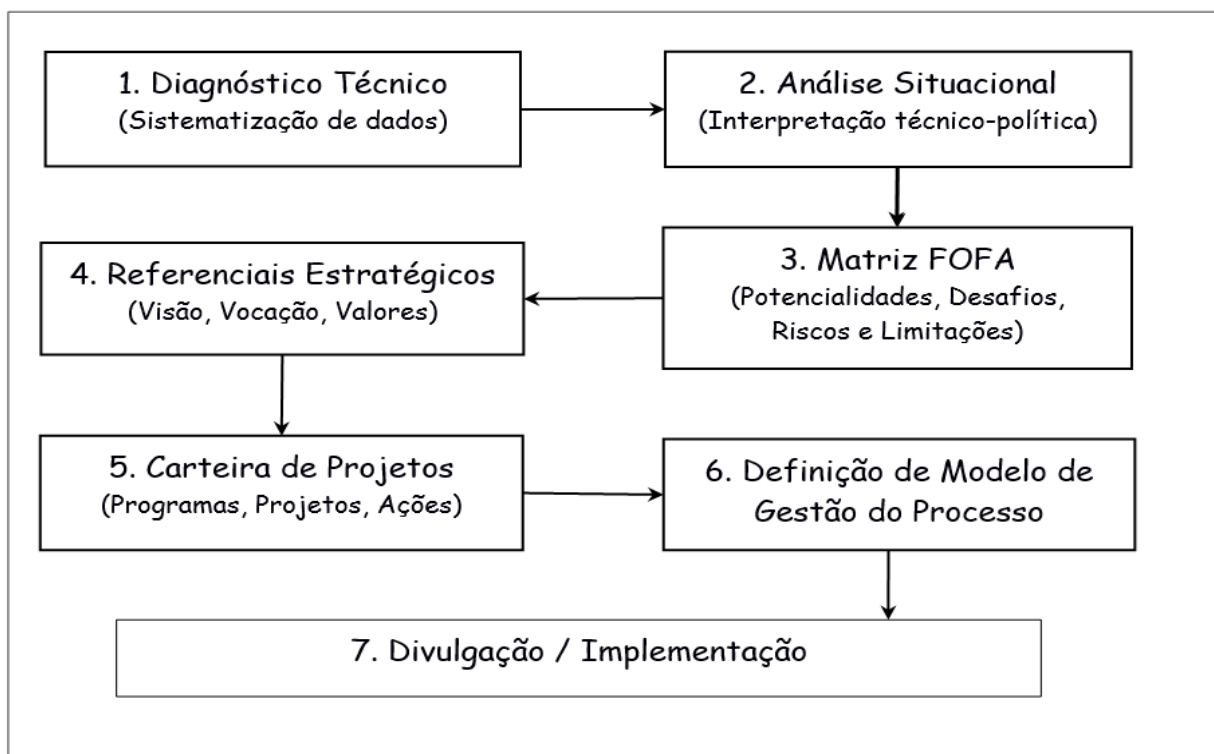 1. Diagnóstico Técnico
(Sistematização de dados)
2. Análise Situacional
(Interpretação técnico-política)
3. Matriz FOFA
(Potencialidades, Desafios,
Riscos e Limitações)
4. Referenciais Estratégicos
(Visão, Vocação, Valores)
5. Carteira de Projetos
(Programas, Projetos, Ações)
6. Definição de Modelo de
Gestão do Processo
7. Divulgação / Implementação